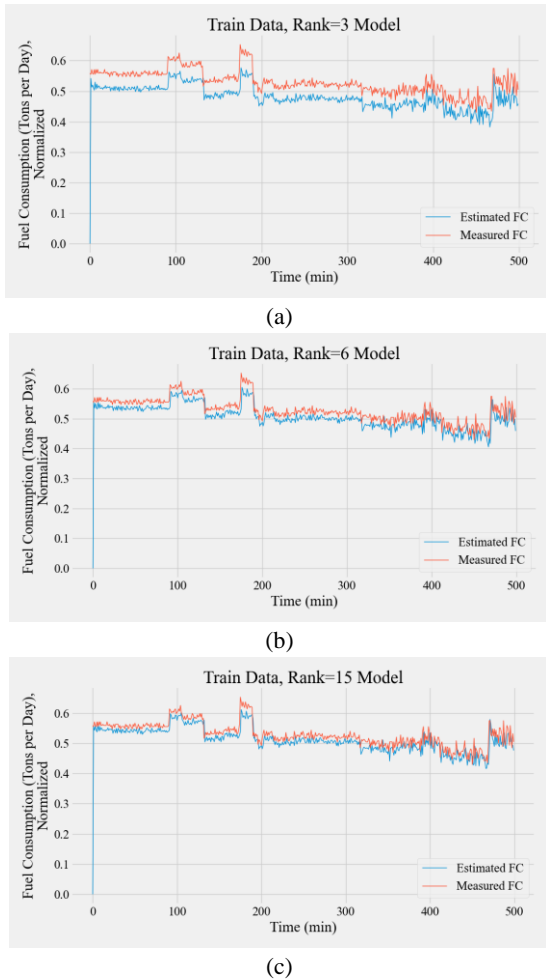 Train Data, Rank=3 Model
Fuel Consumption (Tons per Day),
Normalized
0.6
0.5
0.4
0.3
0.2
0.1
0.0
Estimated FC
Measured FC
0 100 200 300 400 500
Time (min)
(a)
Train Data, Rank=6 Model
Fuel Consumption (Tons per Day),
Normalized
0.6
0.5
0.4
0.3
0.2
0.1
0.0
Estimated FC
Measured FC
0 100 200 300 400 500
Time (min)
(b)
Train Data, Rank=15 Model
Fuel Consumption (Tons per Day),
Normalized
0.6
0.5
0.4
0.3
0.2
0.1
0.0
Estimated FC
Measured FC
0 100 200 300 400 500
Time (min)
(c)